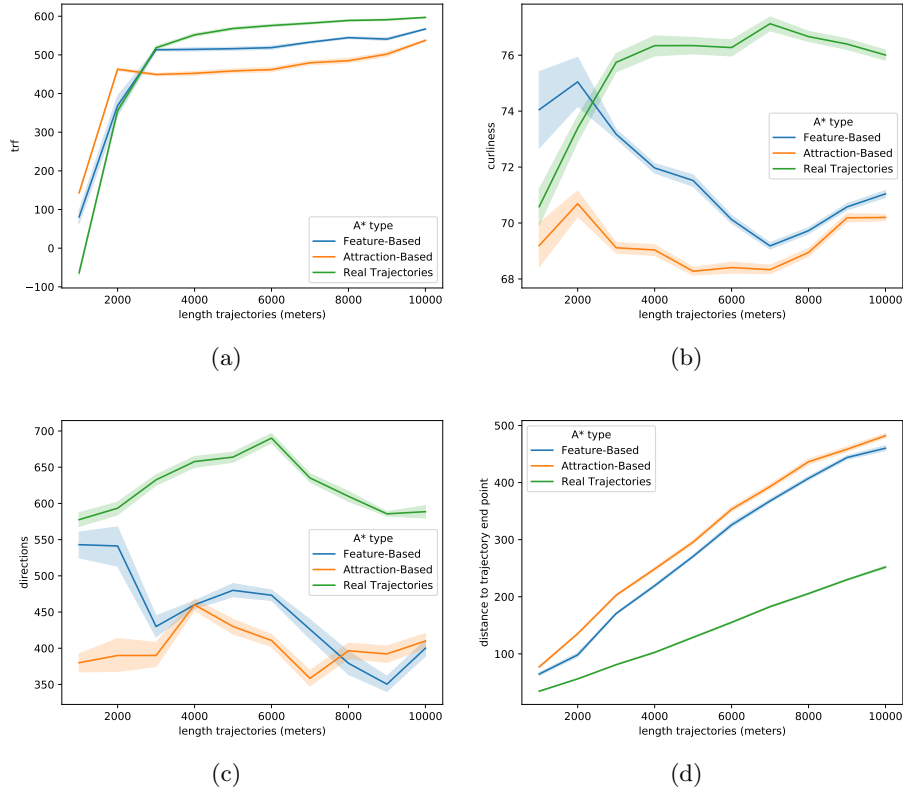 600
500
400
300
200
100
0
−100
trf
2000 4000 6000 8000 10000
length trajectories (meters)
A* type
Feature-Based
Attraction-Based
Real Trajectories
(a)
76
74
72
70
68
curliness
2000 4000 6000 8000 10000
length trajectories (meters)
A* type
Feature-Based
Attraction-Based
Real Trajectories
(b)
700
650
600
550
500
450
400
350
directions
2000 4000 6000 8000 10000
length trajectories (meters)
A* type
Feature-Based
Attraction-Based
Real Trajectories
(c)
500
400
300
200
100
distance to trajectory end point
2000 4000 6000 8000 10000
length trajectories (meters)
A* type
Feature-Based
Attraction-Based
Real Trajectories
(d)